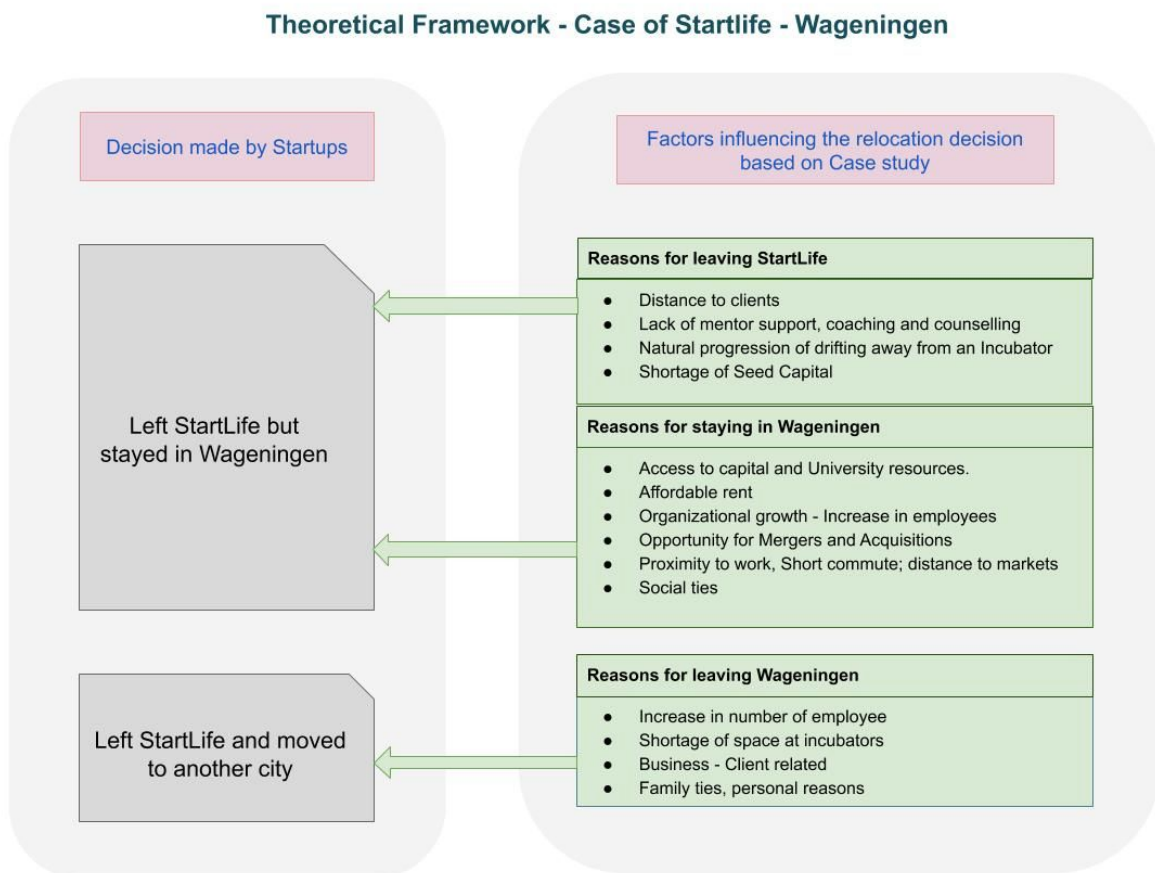 Theoretical Framework - Case of Startlife - Wageningen
Decision made by Startups
Factors influencing the relocation decision
based on Case study
Left StartLife but
stayed in Wageningen
Reasons for leaving StartLife
● Distance to clients
● Lack of mentor support, coaching and counselling
● Natural progression of drifting away from an Incubator
● Shortage of Seed Capital
Reasons for staying in Wageningen
● Access to capital and University resources.
● Affordable rent
● Organizational growth - Increase in employees
● Opportunity for Mergers and Acquisitions
● Proximity to work, Short commute; distance to markets
● Social ties
Left StartLife and moved
to another city
Reasons for leaving Wageningen
● Increase in number of employee
● Shortage of space at incubators
● Business - Client related
● Family ties, personal reasons